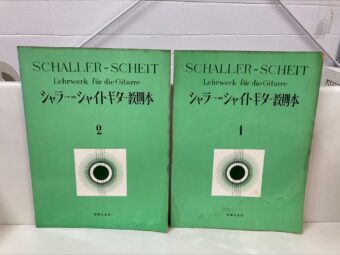 SCHALLER-SCHEIT
Lehrwerk für die Gitarre
シャラー=シャイト・ギター教則本
2
SCHALLER-SCHEIT
Lehrwerk für die Gitarre
シャラー=シャイト・ギター教則本
1